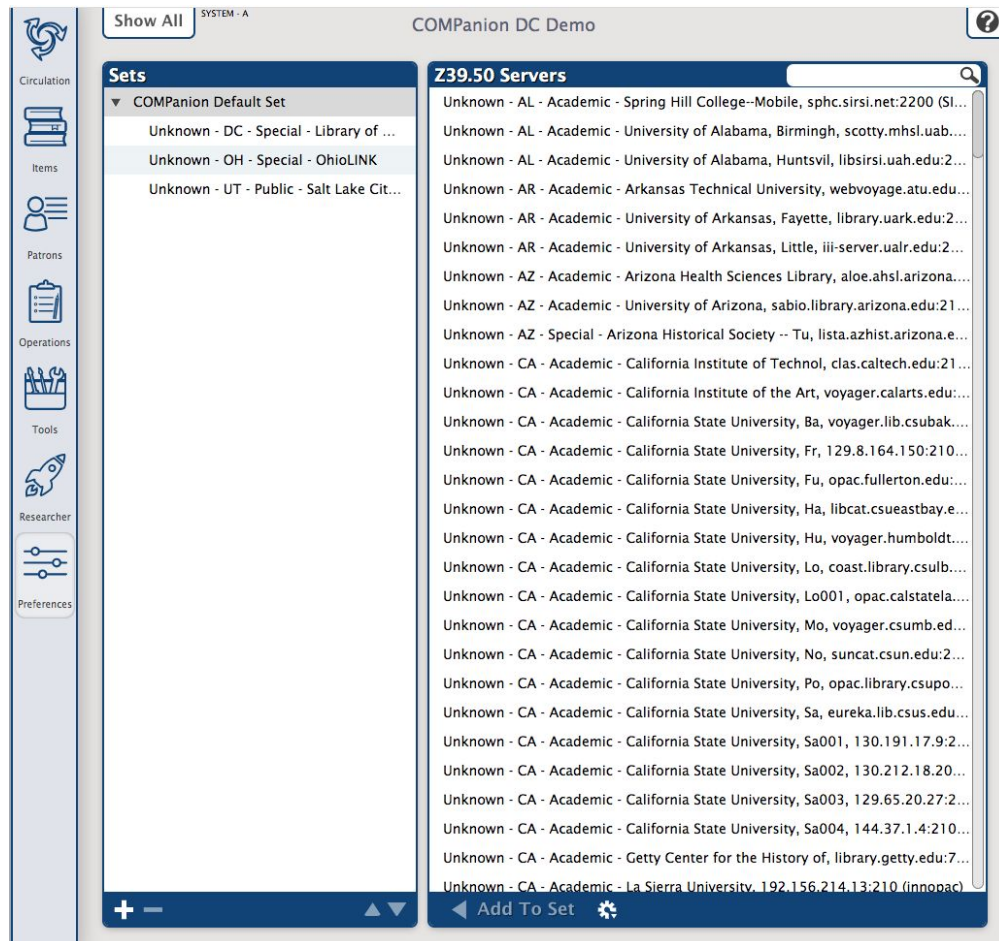 Show All
SYSTEM - A
COMPanion DC Demo
Circulation
Items
Patrons
Operations
Tools
Researcher
Preferences
Sets
COMPanion Default Set
Unknown - DC - Special - Library of ...
Unknown - OH - Special - OhioLINK
Unknown - UT - Public - Salt Lake Cit...
Z39.50 Servers
Unknown - AL - Academic - Spring Hill College--Mobile, sphc.sirsi.net:2200 (SI...
Unknown - AL - Academic - University of Alabama, Birmingh, scotty.mhsl.uab....
Unknown - AL - Academic - University of Alabama, Huntsvil, libsirsi.uah.edu:2...
Unknown - AR - Academic - Arkansas Technical University, webvoyage.atu.edu...
Unknown - AR - Academic - University of Arkansas, Fayette, library.uark.edu:2...
Unknown - AR - Academic - University of Arkansas, Little, iii-server.ualr.edu:2...
Unknown - AZ - Academic - Arizona Health Sciences Library, aloe.ahsl.arizona....
Unknown - AZ - Academic - University of Arizona, sabio.library.arizona.edu:21...
Unknown - AZ - Special - Arizona Historical Society -- Tu, lista.azhist.arizona.e...
Unknown - CA - Academic - California Institute of Technol, clas.caltech.edu:21...
Unknown - CA - Academic - California Institute of the Art, voyager.calarts.edu:...
Unknown - CA - Academic - California State University, Ba, voyager.lib.csubak....
Unknown - CA - Academic - California State University, Fr, 129.8.164.150:210...
Unknown - CA - Academic - California State University, Fu, opac.fullerton.edu:...
Unknown - CA - Academic - California State University, Ha, libcat.csueastbay.e...
Unknown - CA - Academic - California State University, Hu, voyager.humboldt....
Unknown - CA - Academic - California State University, Lo, coast.library.csulb....
Unknown - CA - Academic - California State University, Lo001, opac.calstatela....
Unknown - CA - Academic - California State University, Mo, voyager.csumb.ed...
Unknown - CA - Academic - California State University, No, suncat.csun.edu:2...
Unknown - CA - Academic - California State University, Po, opac.library.csupo...
Unknown - CA - Academic - California State University, Sa, eureka.lib.csus.edu...
Unknown - CA - Academic - California State University, Sa001, 130.191.17.9:2...
Unknown - CA - Academic - California State University, Sa002, 130.212.18.20...
Unknown - CA - Academic - California State University, Sa003, 129.65.20.27:2...
Unknown - CA - Academic - California State University, Sa004, 144.37.1.4:210...
Unknown - CA - Academic - Getty Center for the History of, library.getty.edu:7...
Unknown - CA - Academic - La Sierra University, 192.156.214.13:210 (innopac)
Add To Set